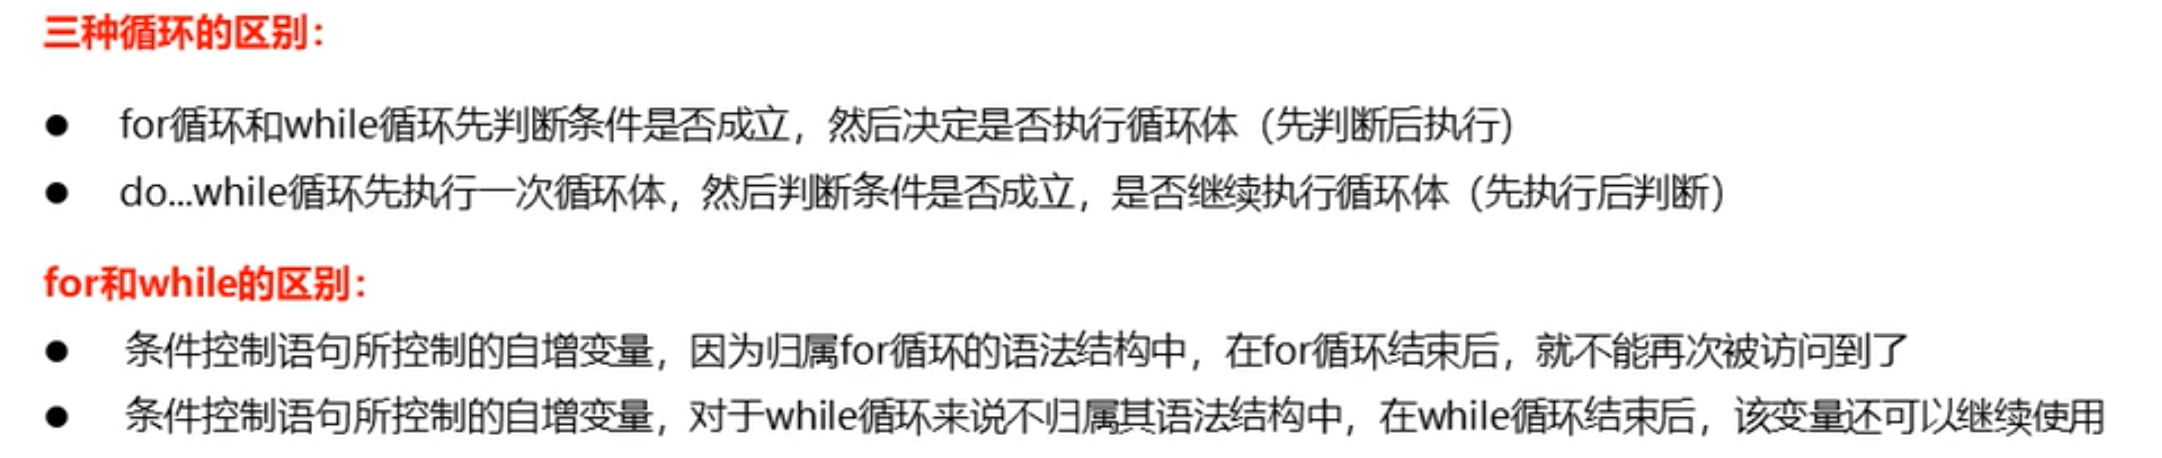 三种循环的区别：
● for循环和while循环先判断条件是否成立，然后决定是否执行循环体（先判断后执行）
● do...while循环先执行一次循环体，然后判断条件是否成立，是否继续执行循环体（先执行后判断）
for和while的区别：
● 条件控制语句所控制的自增变量，因为归属for循环的语法结构中，在for循环结束后，就不能再次被访问到了
● 条件控制语句所控制的自增变量，对于while循环来说不归属其语法结构中，在while循环结束后，该变量还可以继续使用